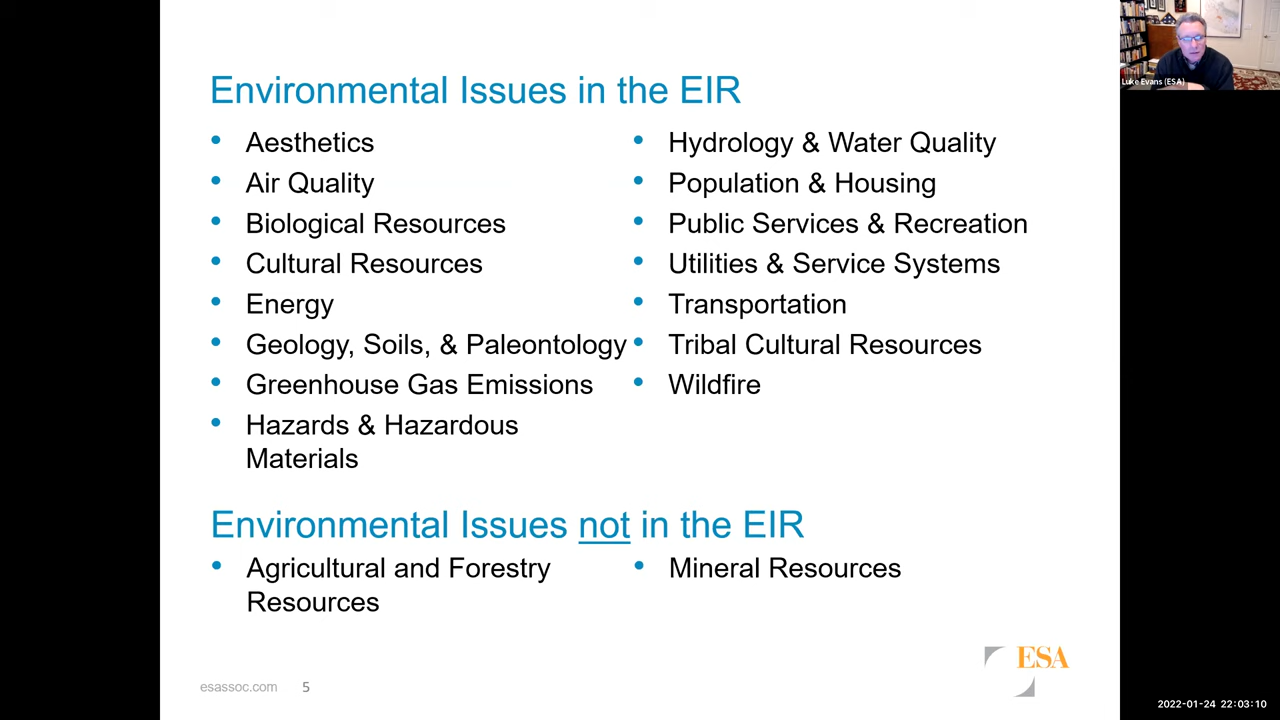 Environmental Issues in the EIR
• Aesthetics
• Air Quality
• Biological Resources
• Cultural Resources
• Energy
• Geology, Soils, & Paleontology
• Greenhouse Gas Emissions
• Hazards & Hazardous
Materials
• Hydrology & Water Quality
• Population & Housing
• Public Services & Recreation
• Utilities & Service Systems
• Transportation
• Tribal Cultural Resources
• Wildfire
Environmental Issues not in the EIR
• Agricultural and Forestry
Resources
• Mineral Resources
esassoc.com 5
ESA
Luke Evans (ESA)
2022-01-24 22:03:10